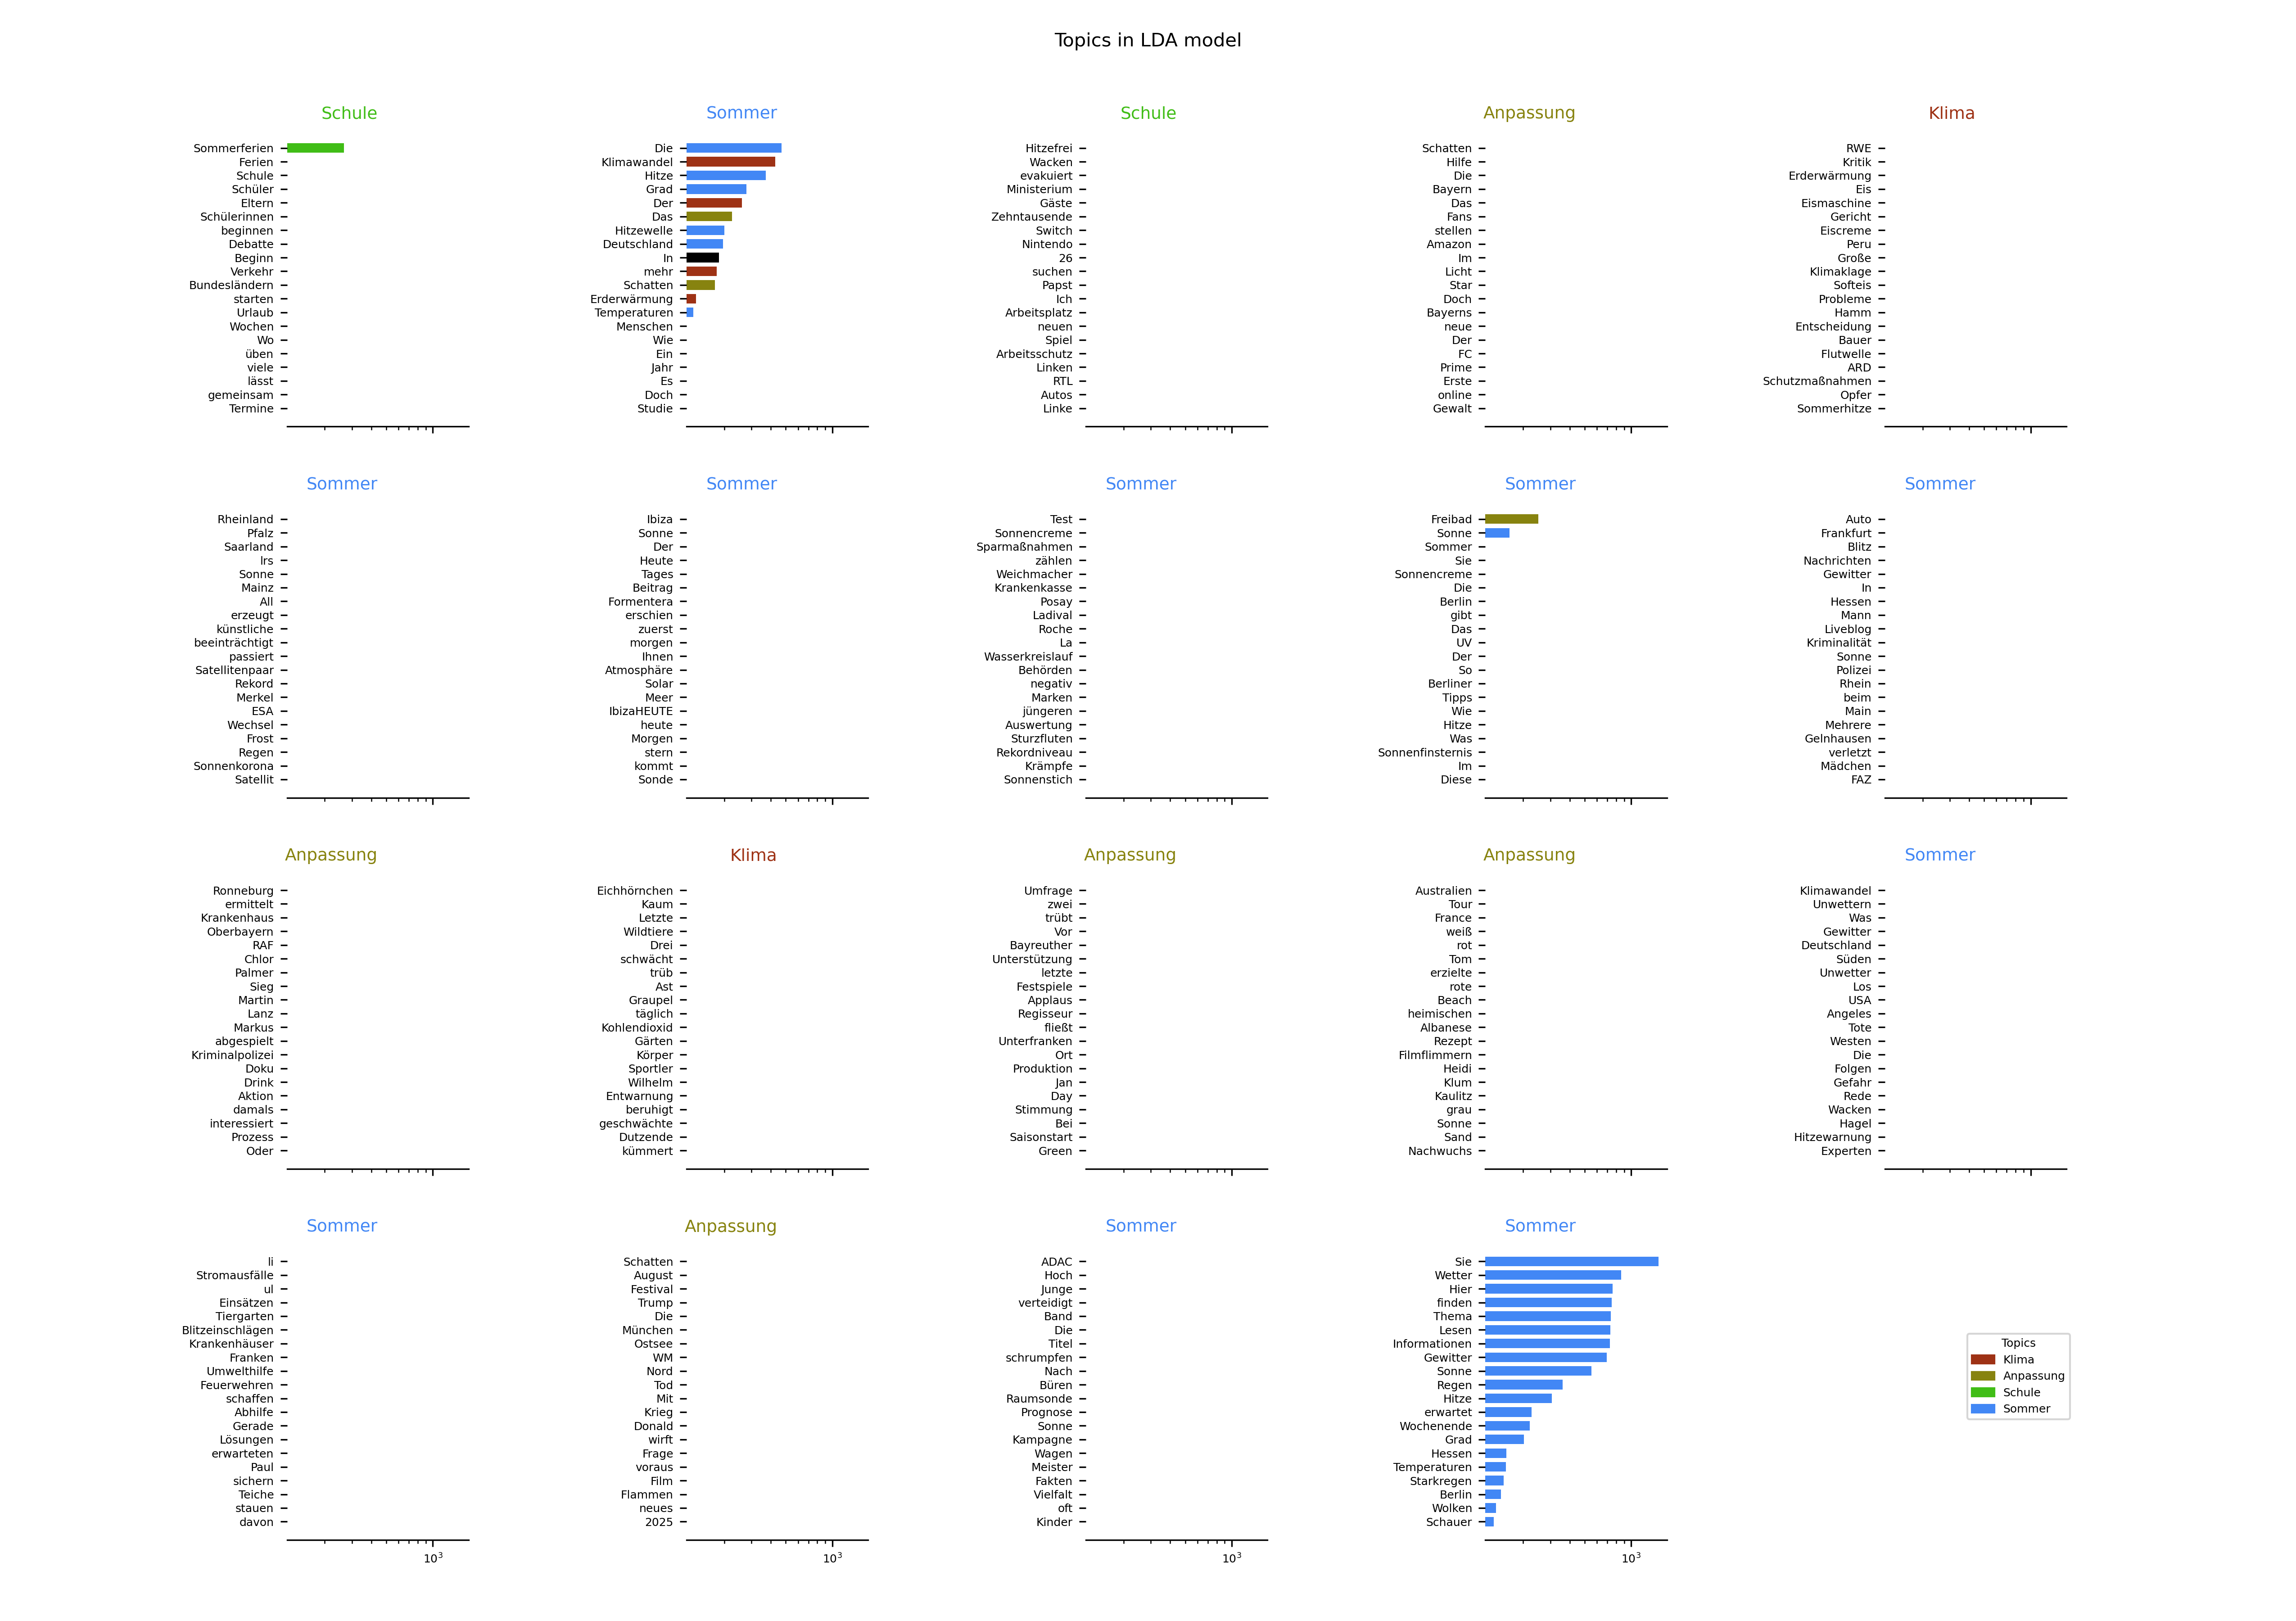 Topics in LDA model
Schule
Sommerferien
Ferien
Schule
Schüler
Eltern
Schülerinnen
beginnen
Debatte
Beginn
Verkehr
Bundesländern
starten
Urlaub
Wochen
Wo
üben
viele
lässt
gemeinsam
Termine
Sommer
Die
Klimawandel
Hitze
Grad
Der
Das
Hitzewelle
Deutschland
In
mehr
Schatten
Erderwärmung
Temperaturen
Menschen
Wie
Ein
Jahr
Es
Doch
Studie
Schule
Hitzefrei
Wacken
evakuiert
Ministerium
Gäste
Zehntausende
Switch
Nintendo
26
suchen
Papst
Ich
Arbeitsplatz
neuen
Spiel
Arbeitsschutz
Linken
RTL
Autos
Linke
Anpassung
Schatten
Hilfe
Die
Bayern
Das
Fans
stellen
Amazon
Im
Licht
Star
Doch
Bayerns
neue
Der
FC
Prime
Erste
online
Gewalt
Klima
RWE
Kritik
Erderwärmung
Eis
Eismaschine
Gericht
Eiscreme
Peru
Große
Klimaklage
Softeis
Probleme
Hamm
Entscheidung
Bauer
Flutwelle
ARD
Schutzmaßnahmen
Opfer
Sommerhitze
Sommer
Rheinland
Pfalz
Saarland
lrs
Sonne
Mainz
All
erzeugt
künstliche
beeinträchtigt
passiert
Satellitenpaar
Rekord
Merkel
ESA
Wechsel
Frost
Regen
Sonnenkorona
Satellit
Sommer
Ibiza
Sonne
Der
Heute
Tages
Beitrag
Formentera
erschien
zuerst
morgen
Ihnen
Atmosphäre
Solar
Meer
IbizaHEUTE
heute
Morgen
stern
kommt
Sonde
Sommer
Test
Sonnencreme
Sparmaßnahmen
zählen
Weichmacher
Krankenkasse
Posay
Ladival
Roche
La
Wasserkreislauf
Behörden
negativ
Marken
jüngeren
Auswertung
Sturzfluten
Rekordniveau
Krämpfe
Sonnenstich
Sommer
Freibad
Sonne
Sommer
Sie
Sonnencreme
Die
Berlin
gibt
Das
UV
Der
So
Berliner
Tipps
Wie
Hitze
Was
Sonnenfinsternis
Im
Diese
Sommer
Auto
Frankfurt
Blitz
Nachrichten
Gewitter
In
Hessen
Mann
Liveblog
Kriminalität
Sonne
Polizei
Rhein
beim
Main
Mehrere
Gelnhausen
verletzt
Mädchen
FAZ
Anpassung
Ronneburg
ermittelt
Krankenhaus
Oberbayern
RAF
Chlor
Palmer
Sieg
Martin
Lanz
Markus
abgespielt
Kriminalpolizei
Doku
Drink
Aktion
damals
interessiert
Prozess
Oder
Klima
Eichhörnchen
Kaum
Letzte
Wildtiere
Drei
schwächt
trüb
Ast
Graupel
täglich
Kohlendioxid
Gärten
Körper
Sportler
Wilhelm
Entwarnung
beruhigt
geschwächte
Dutzende
kümmert
Anpassung
Umfrage
zwei
trübt
Vor
Bayreuther
Unterstützung
letzte
Festspiele
Applaus
Regisseur
fließt
Unterfranken
Ort
Produktion
Jan
Day
Stimmung
Bei
Saisonstart
Green
Anpassung
Australien
Tour
France
weiß
rot
Tom
erzielte
rote
Beach
heimischen
Albanese
Rezept
Filmflimmern
Heidi
Klum
Kaulitz
grau
Sonne
Sand
Nachwuchs
Sommer
Klimawandel
Unwettern
Was
Gewitter
Deutschland
Süden
Unwetter
Los
USA
Angeles
Tote
Westen
Die
Folgen
Gefahr
Rede
Wacken
Hagel
Hitzewarnung
Experten
Sommer
li
Stromausfälle
ul
Einsätzen
Tiergarten
Blitzeinschlägen
Krankenhäuser
Franken
Umwelthilfe
Feuerwehren
schaffen
Abhilfe
Gerade
Lösungen
erwarteten
Paul
sichern
Teiche
stauen
davon
10³
Anpassung
Schatten
August
Festival
Trump
Die
München
Ostsee
WM
Nord
Tod
Mit
Krieg
Donald
wirft
Frage
voraus
Film
Flammen
neues
2025
10³
Sommer
ADAC
Hoch
Junge
verteidigt
Band
Die
Titel
schrumpfen
Nach
Büren
Raumsonde
Prognose
Sonne
Kampagne
Wagen
Meister
Fakten
Vielfalt
oft
Kinder
10³
Sommer
Sie
Wetter
Hier
finden
Thema
Lesen
Informationen
Gewitter
Sonne
Regen
Hitze
erwartet
Wochenende
Grad
Hessen
Temperaturen
Starkregen
Berlin
Wolken
Schauer
10³
Topics
Klima
Anpassung
Schule
Sommer